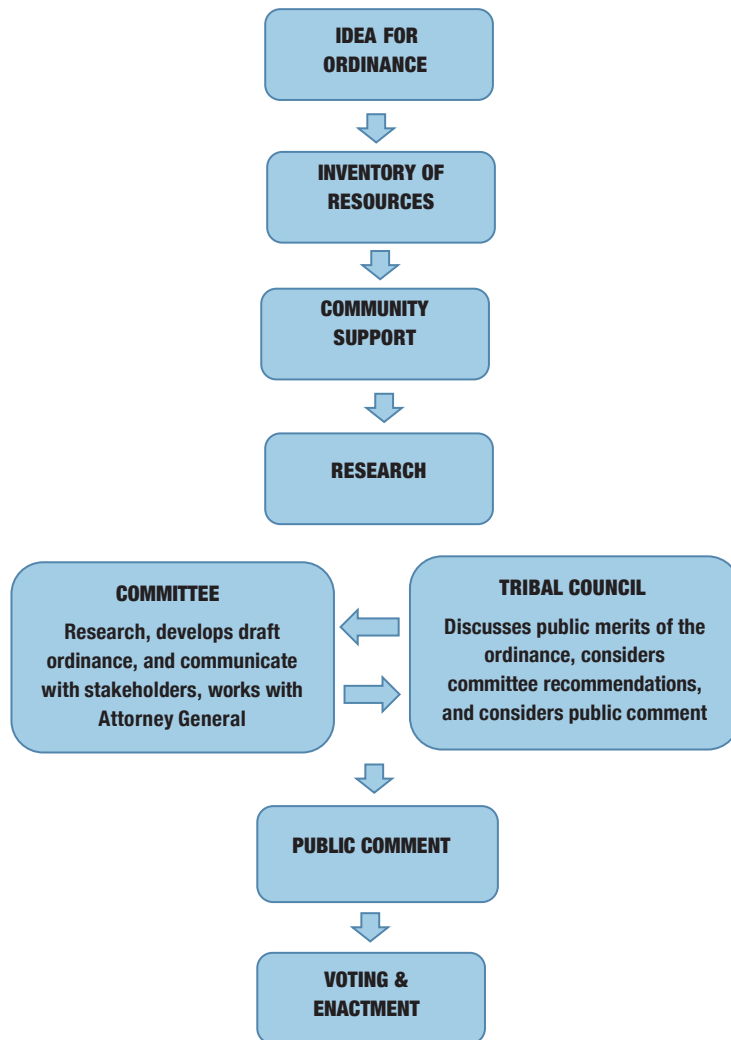 IDEA FOR
ORDINANCE
INVENTORY OF
RESOURCES
COMMUNITY
SUPPORT
RESEARCH
COMMITTEE
Research, develops draft
ordinance, and communicate
with stakeholders, works with
Attorney General
TRIBAL COUNCIL
Discusses public merits of the
ordinance, considers
committee recommendations,
and considers public comment
PUBLIC COMMENT
VOTING &
ENACTMENT